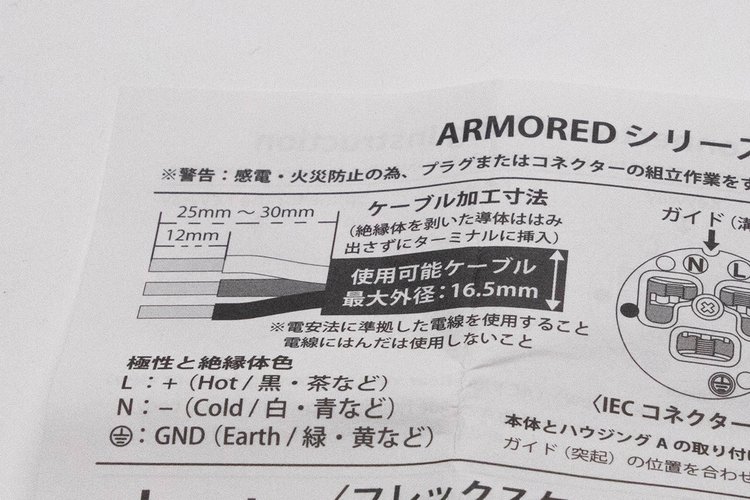 ARMORED シリー
※警告：感電・火災防止の為、プラグまたはコネクターの組立作業を
ケーブル加工寸法
25mm ～ 30mm
（絶縁体を剥いた導体ははみ
出さずにターミナルに挿入）
12mm
使用可能ケーブル
最大外径：16.5mm
※電安法に準拠した電線を使用すること
電線にはんだは使用しないこと
極性と絶縁体色
L：+（Hot / 黒・茶など）
N：−（Cold / 白・青など）
：GND（Earth / 緑・黄など）
ガイド（溝
N L
〈IEC コネクター
本体とハウジング A の取り付
ガイド（突起）の位置を合わせ
/フレックス